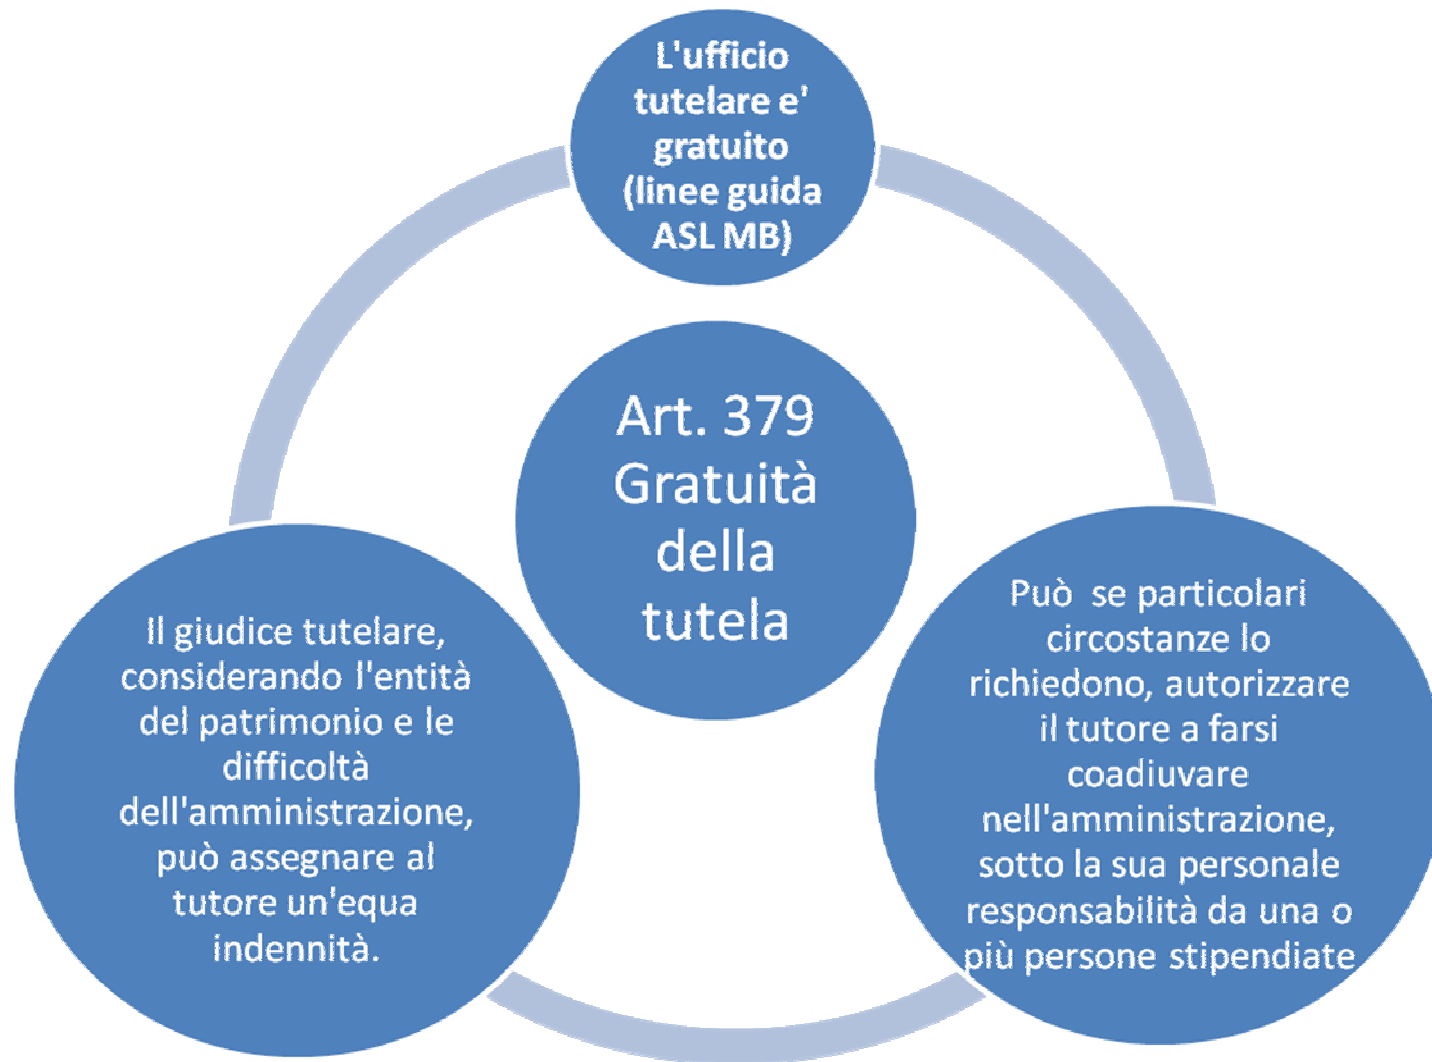 L'ufficio
tutelare e'
gratuito
(linee guida
ASL MB)
Art. 379
Gratuità
della
tutela
Il giudice tutelare,
considerando l'entità
del patrimonio e le
difficoltà
dell'amministrazione,
può assegnare al
tutore un'equa
indennità.
Può se particolari
circostanze lo
richiedono, autorizzare
il tutore a farsi
coadiuvare
nell'amministrazione,
sotto la sua personale
responsabilità da una o
più persone stipendiate